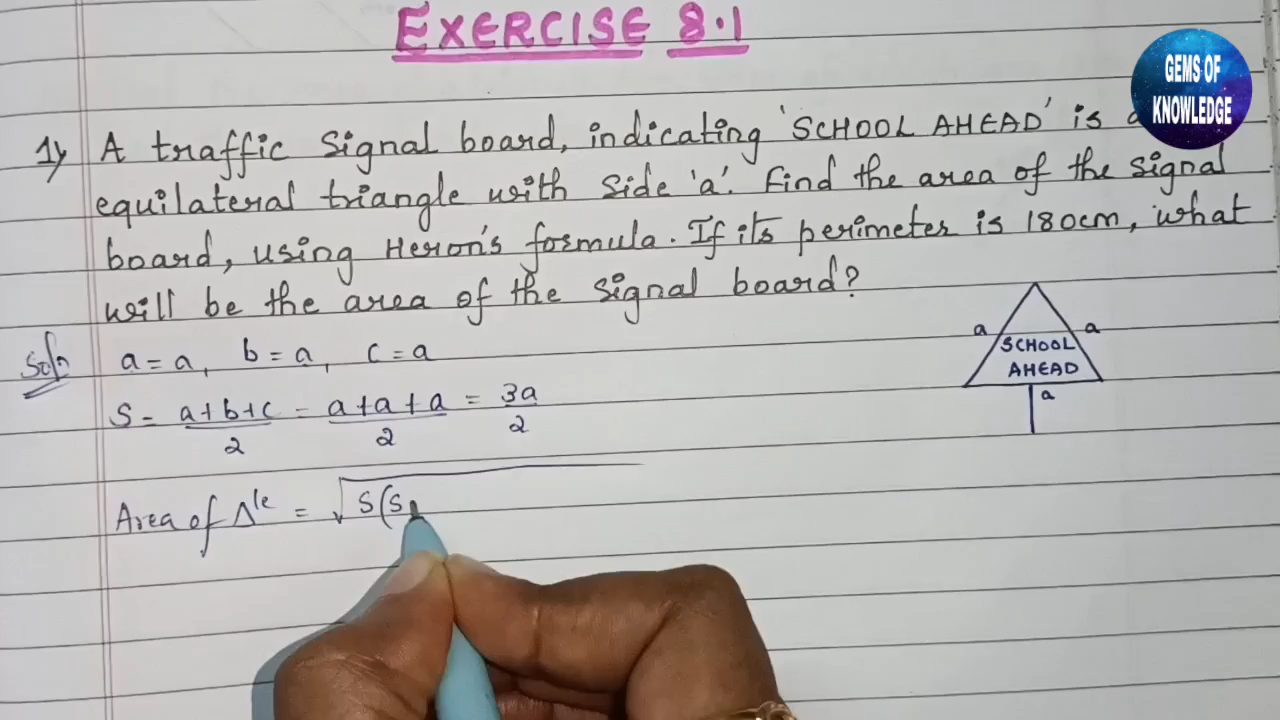 EXERCISE 8.1
GEMS OF
KNOWLEDGE
1) A traffic signal board, indicating 'SCHOOL AHEAD' is
equilateral triangle with side 'a'. Find the area of the signal
board, using Heron's formula. If its perimeter is 180cm, what
will be the area of the signal board?
Soln a = a, b = a, c = a
S = a+b+c/2 = a+a+a/2 = 3a/2
Area of Δle = √S(S
a
a
SCHOOL
AHEAD
a